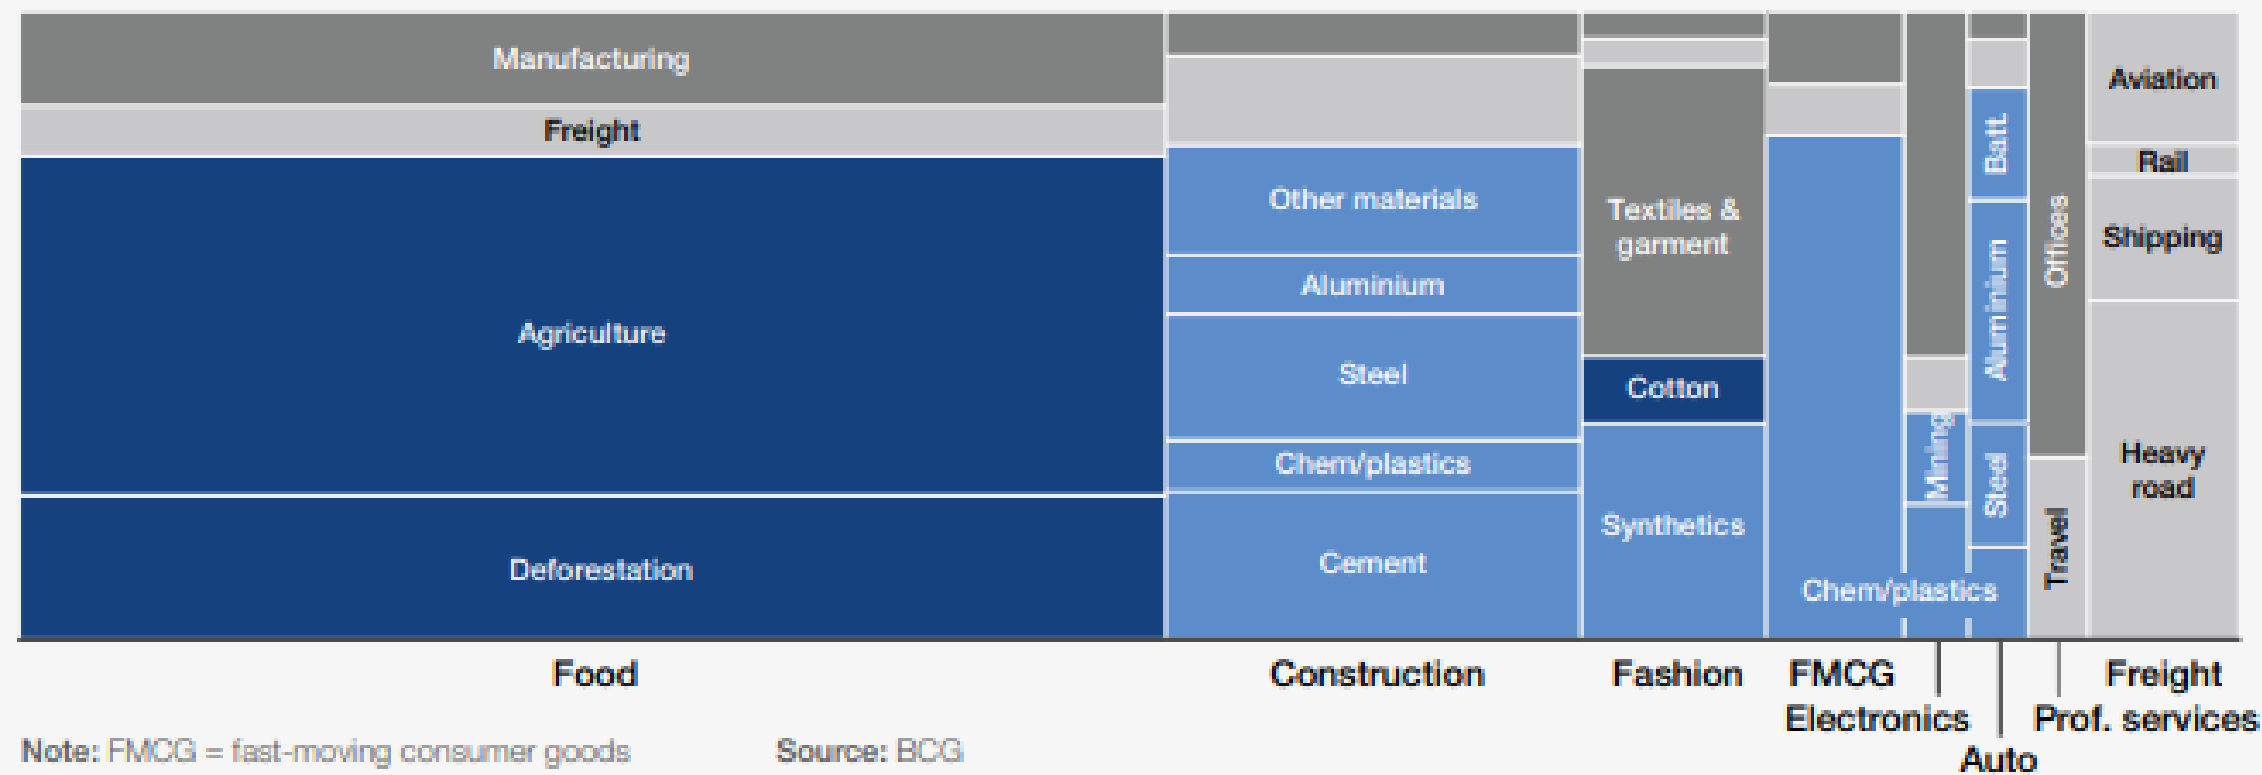 Manufacturing
Freight
Agriculture
Deforestation
Other materials
Aluminium
Steel
Chem/plastics
Cement
Textiles &
garment
Cotton
Synthetics
Chem/plastics
Mining
Batt.
Aluminium
Steel
Offices
Travel
Aviation
Rail
Shipping
Heavy
road
Food
Construction
Fashion
FMCG
Electronics
Auto
Prof. services
Freight
Note: FMCG = fast-moving consumer goods
Source: BCG